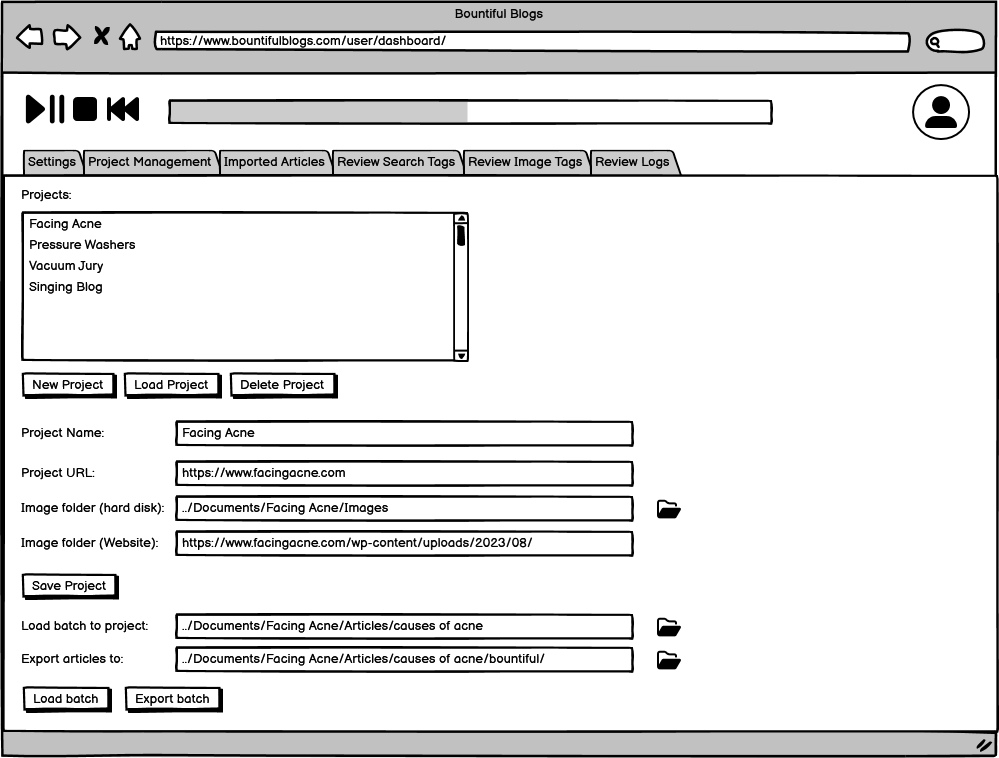 Bountiful Blogs
https://www.bountifulblogs.com/user/dashboard/
Settings Project Management Imported Articles Review Search Tags Review Image Tags Review Logs
Projects:
Facing Acne
Pressure Washers
Vacuum Jury
Singing Blog
New Project Load Project Delete Project
Project Name: Facing Acne
Project URL: https://www.facingacne.com
Image folder (hard disk): ../Documents/Facing Acne/Images
Image folder (Website): https://www.facingacne.com/wp-content/uploads/2023/08/
Save Project
Load batch to project: ../Documents/Facing Acne/Articles/causes of acne
Export articles to: ../Documents/Facing Acne/Articles/causes of acne/bountiful/
Load batch Export batch